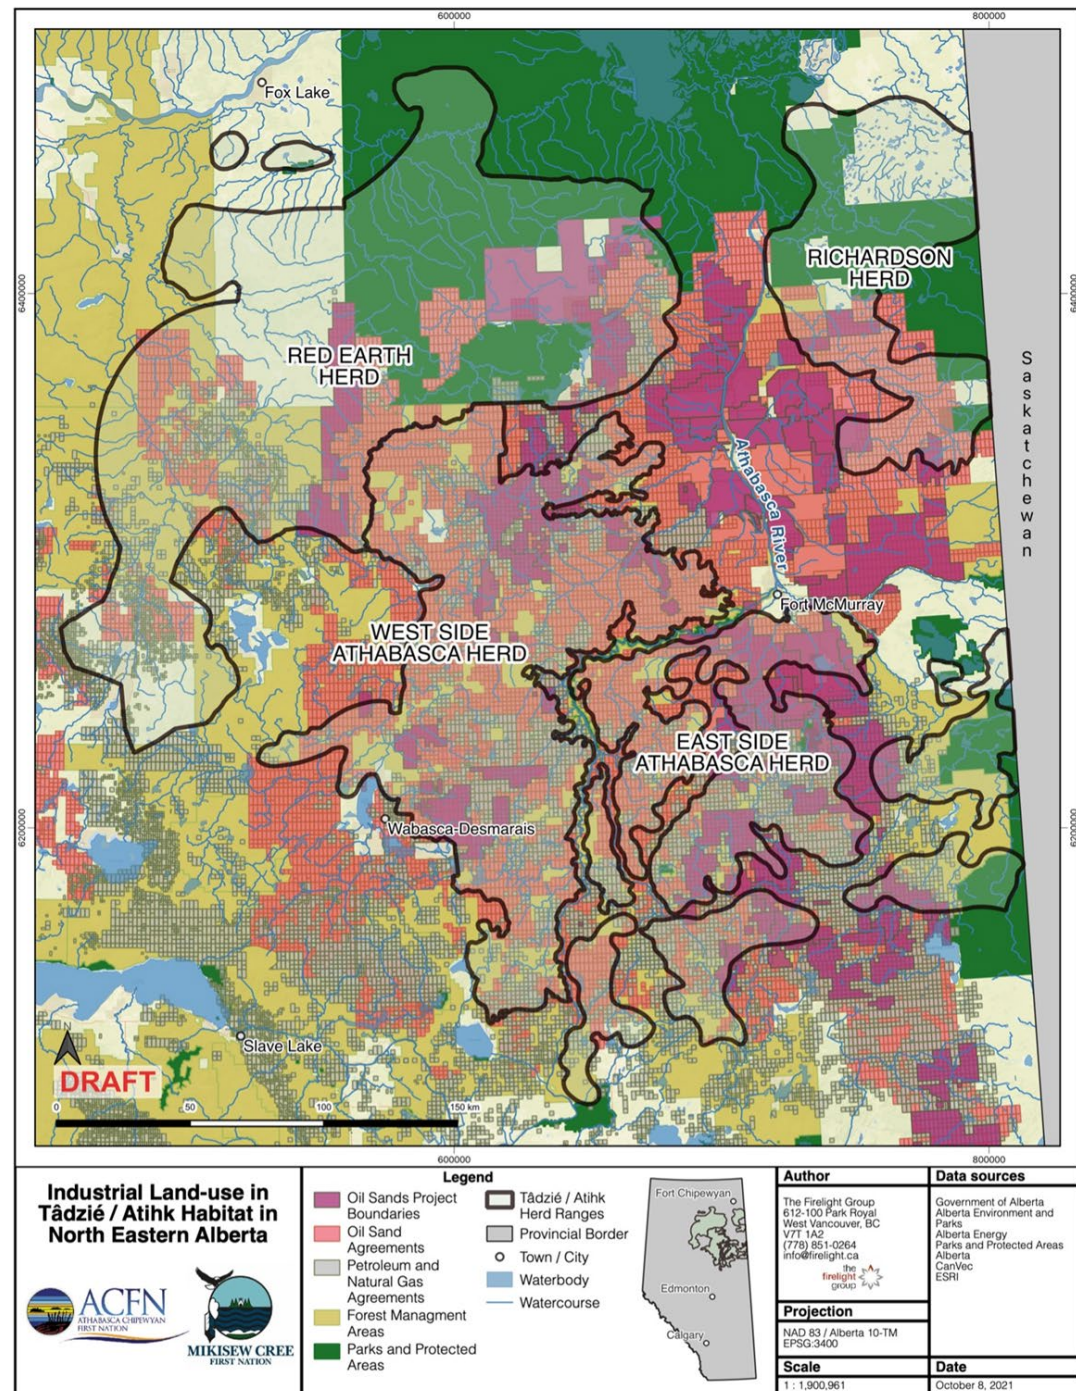 600000
800000
Fox Lake
RICHARDSON
HERD
6400000
6400000
RED EARTH
HERD
Saskatchewan
Athabasca River
Fort McMurray
WEST SIDE
ATHABASCA HERD
EAST SIDE
ATHABASCA HERD
6200000
6200000
Wabasca-Desmarais
Slave Lake
N
DRAFT
0 50 100 150 km
600000
800000
Industrial Land-use in
Tâdzié / Atihk Habitat in
North Eastern Alberta
ACFN
ATHABASCA CHIPEWYAN
FIRST NATION
MIKISEW CREE
FIRST NATION
Legend
Oil Sands Project
Boundaries
Oil Sand
Agreements
Petroleum and
Natural Gas
Agreements
Forest Managment
Areas
Parks and Protected
Areas
Tâdzié / Atihk
Herd Ranges
Provincial Border
Town / City
Waterbody
Watercourse
Fort Chipewyan
Edmonton
Calgary
Author
The Firelight Group
612-100 Park Royal
West Vancouver, BC
V7T 1A2
(778) 851-0264
info@firelight.ca
the
firelight
group
Projection
NAD 83 / Alberta 10-TM
EPSG:3400
Scale
1 : 1,900,961
Data sources
Government of Alberta
Alberta Environment and
Parks
Alberta Energy
Parks and Protected Areas
Alberta
CanVec
ESRI
Date
October 8, 2021